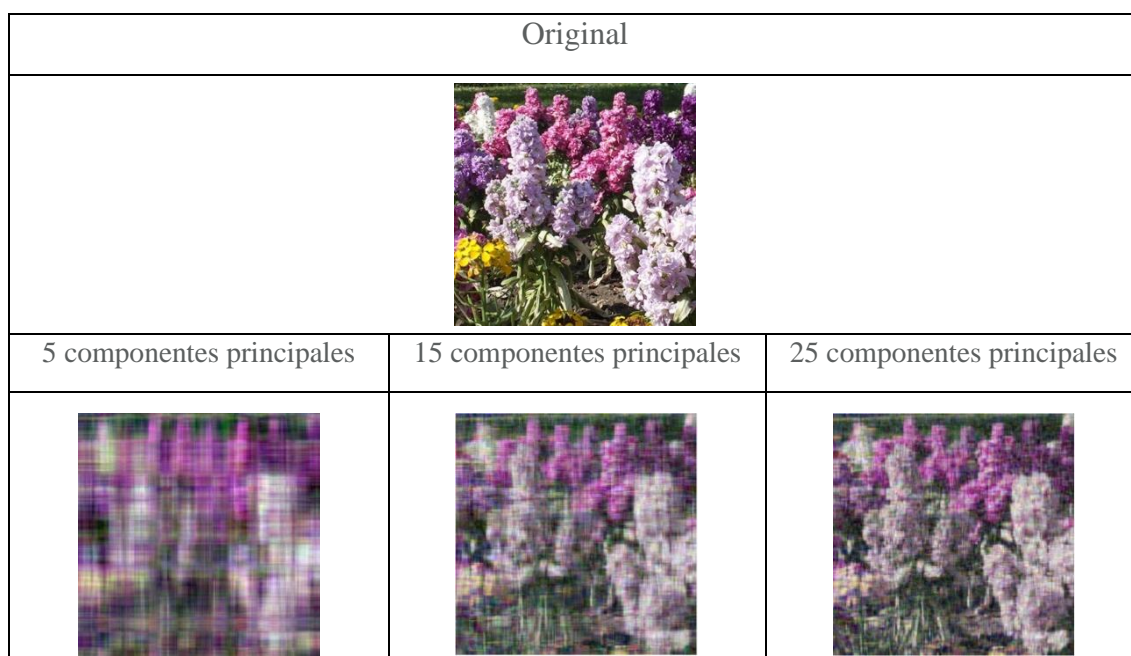 Original
5 componentes principales
15 componentes principales
25 componentes principales